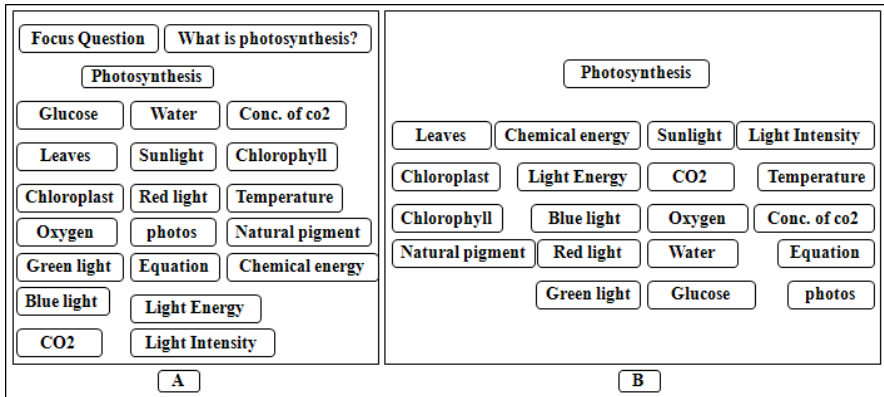 Focus Question What is photosynthesis?
Photosynthesis
Glucose Water Conc. of co2
Leaves Sunlight Chlorophyll
Chloroplast Red light Temperature
Oxygen photos Natural pigment
Green light Equation Chemical energy
Blue light Light Energy
CO2 Light Intensity
A
Photosynthesis
Leaves Chemical energy Sunlight Light Intensity
Chloroplast Light Energy CO2 Temperature
Chlorophyll Blue light Oxygen Conc. of co2
Natural pigment Red light Water Equation
Green light Glucose photos
B